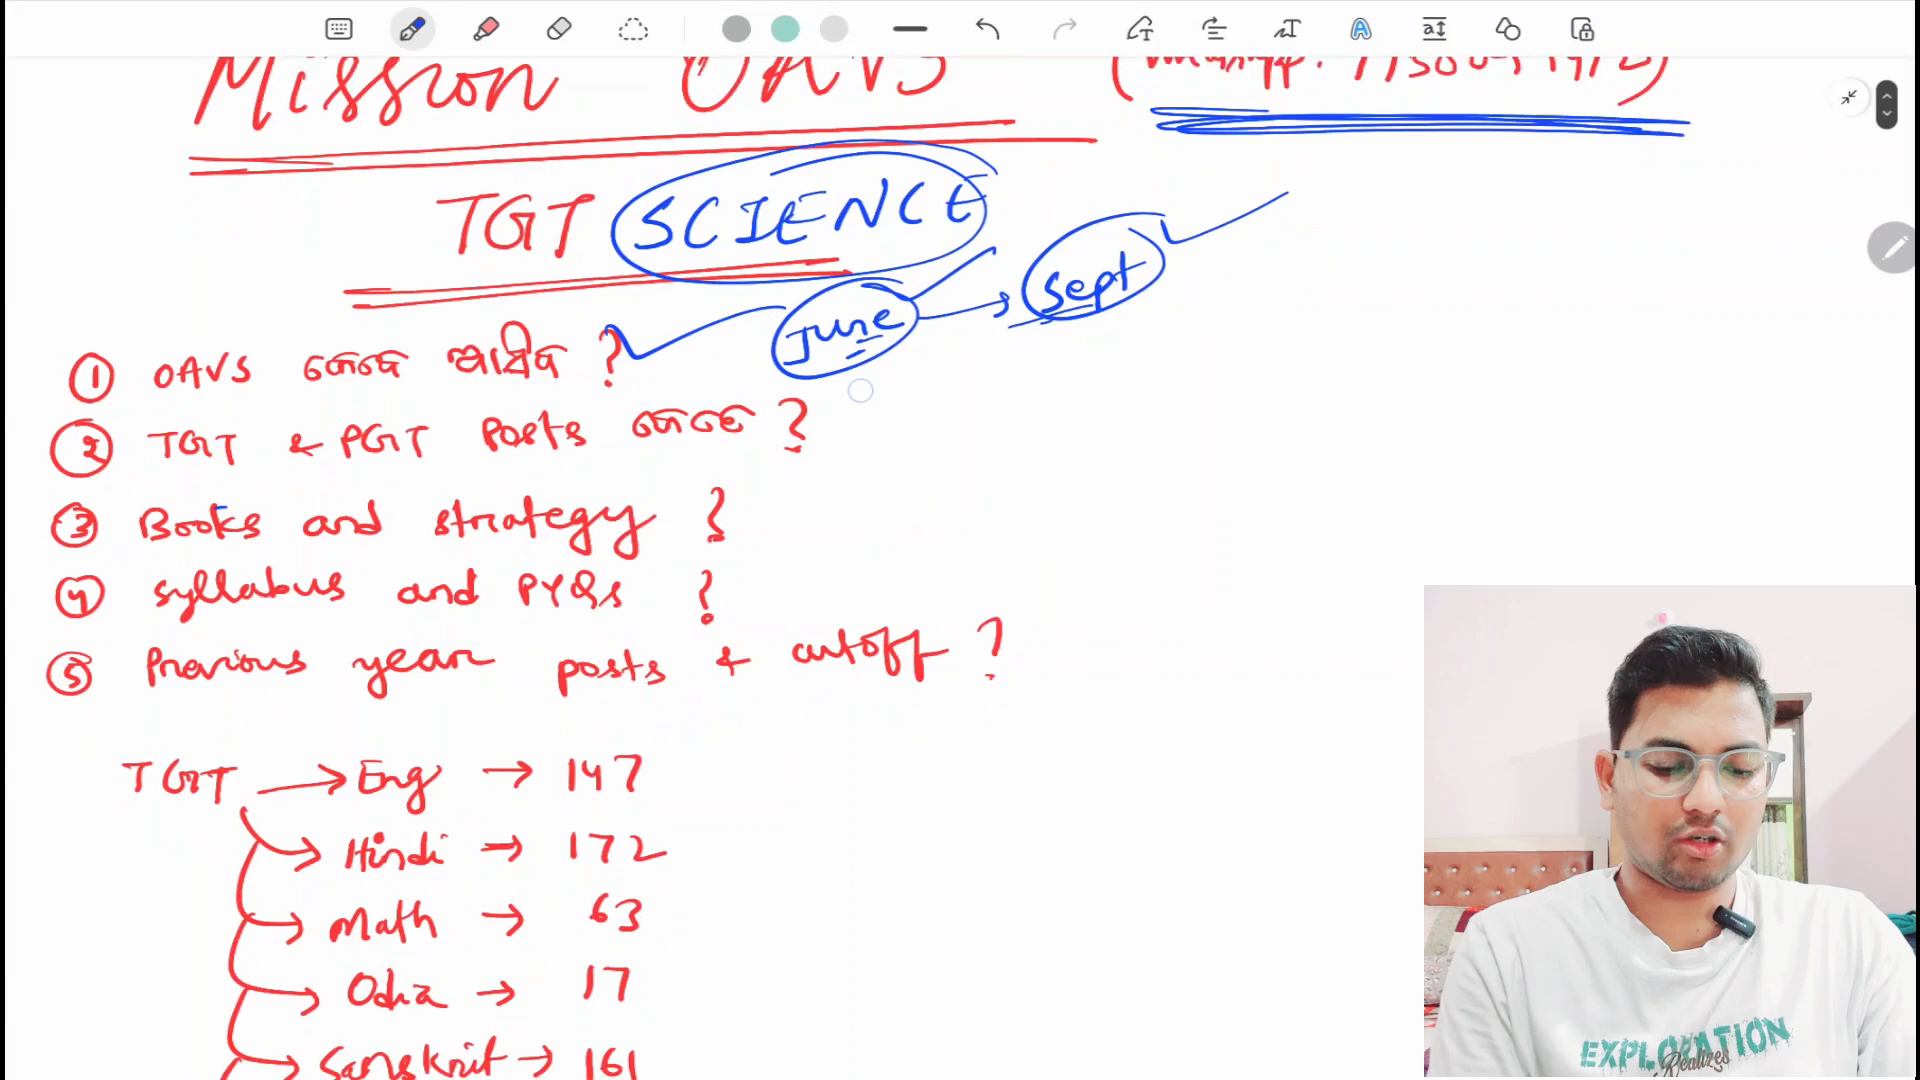 Mission OAVS
TGT SCIENCE
June → Sept
① OAVS କେବେ ଆସିବ ?
② TGT & PGT Posts କେତେ ?
③ Books and strategy ?
④ syllabus and PYQs ?
⑤ Previous year posts + cutoff ?
TGT → Eng → 147
→ Hindi → 172
→ Math → 63
→ Odia → 17
→ Sanskrit → 161
EXPLORATION
Realizes